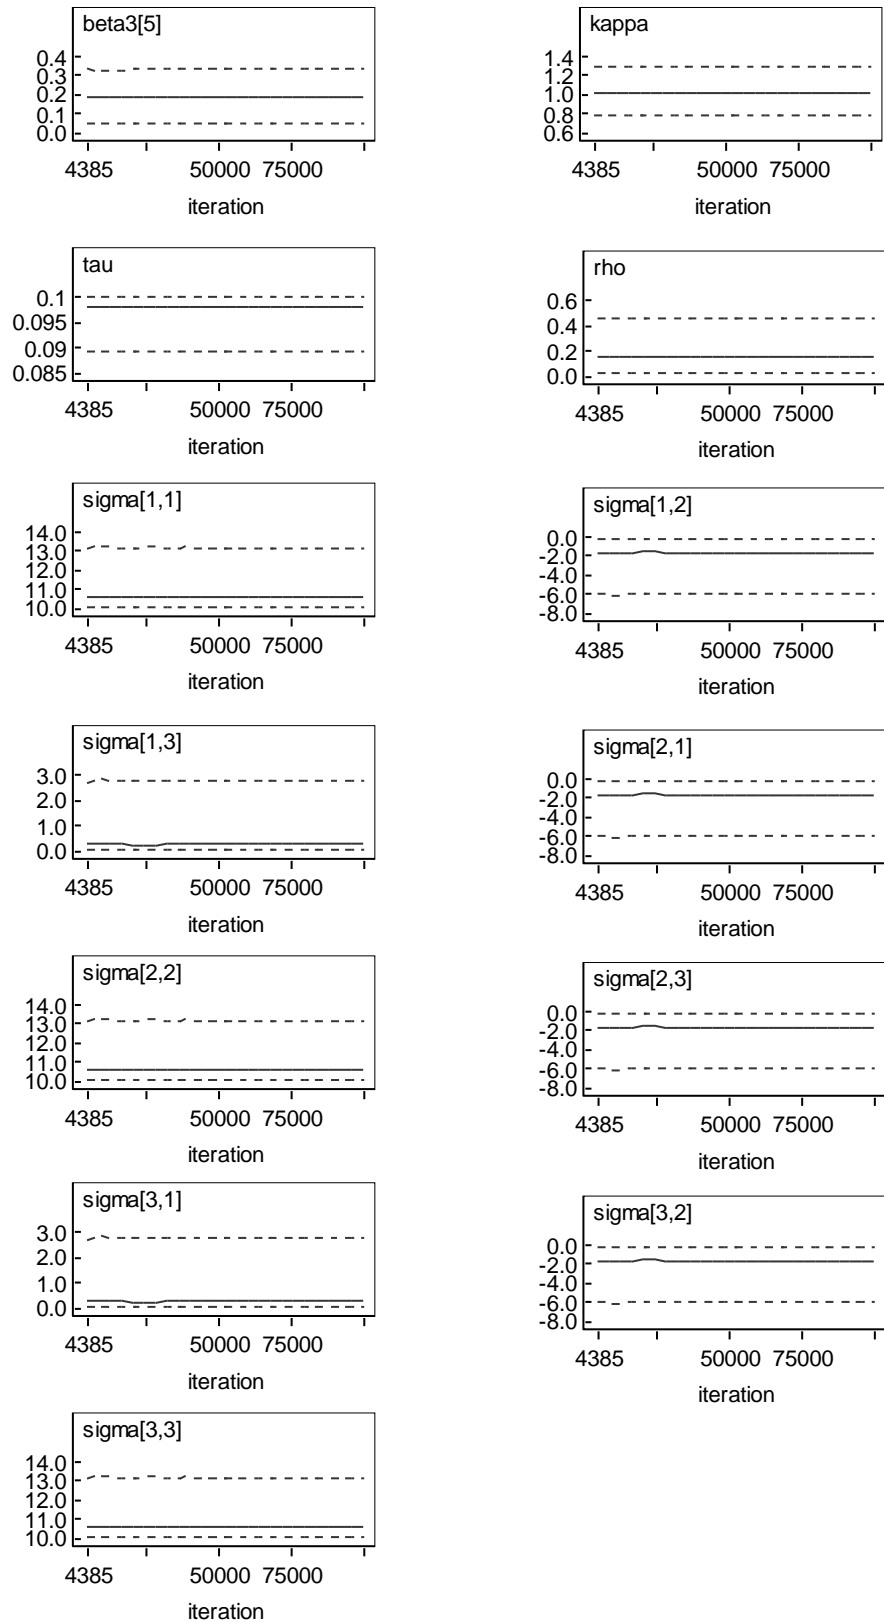 beta3[5]
0.4
0.3
0.2
0.1
0.0
4385 50000 75000
iteration
kappa
1.4
1.2
1.0
0.8
0.6
4385 50000 75000
iteration
tau
0.1
0.095
0.09
0.085
4385 50000 75000
iteration
rho
0.6
0.4
0.2
0.0
4385 50000 75000
iteration
sigma[1,1]
14.0
13.0
12.0
11.0
10.0
4385 50000 75000
iteration
sigma[1,2]
0.0
-2.0
-4.0
-6.0
-8.0
4385 50000 75000
iteration
sigma[1,3]
3.0
2.0
1.0
0.0
4385 50000 75000
iteration
sigma[2,1]
0.0
-2.0
-4.0
-6.0
-8.0
4385 50000 75000
iteration
sigma[2,2]
14.0
13.0
12.0
11.0
10.0
4385 50000 75000
iteration
sigma[2,3]
0.0
-2.0
-4.0
-6.0
-8.0
4385 50000 75000
iteration
sigma[3,1]
3.0
2.0
1.0
0.0
4385 50000 75000
iteration
sigma[3,2]
0.0
-2.0
-4.0
-6.0
-8.0
4385 50000 75000
iteration
sigma[3,3]
14.0
13.0
12.0
11.0
10.0
4385 50000 75000
iteration